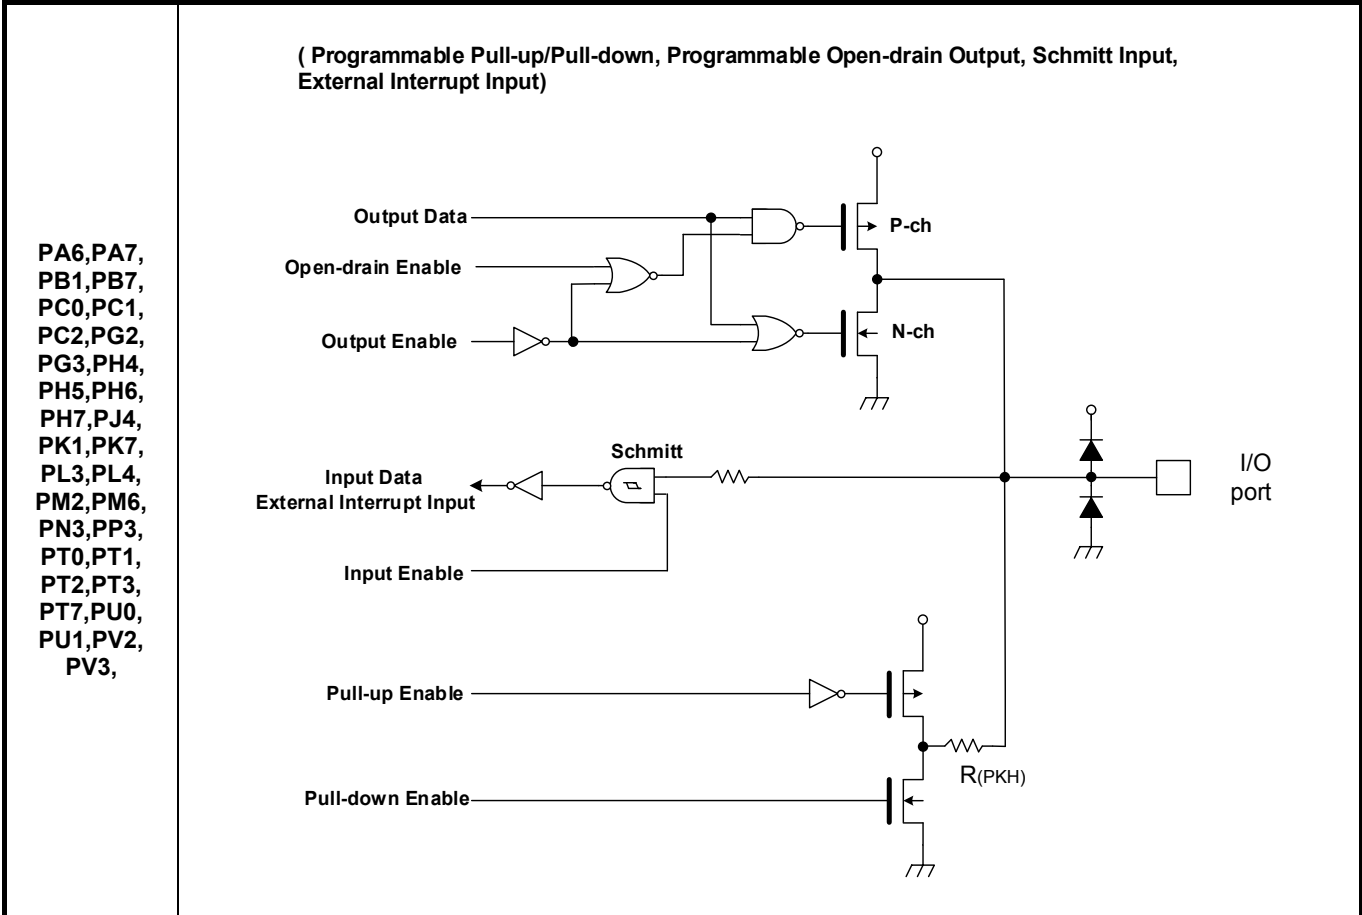 ( Programmable Pull-up/Pull-down, Programmable Open-drain Output, Schmitt Input,
External Interrupt Input)
PA6,PA7,
PB1,PB7,
PC0,PC1,
PC2,PG2,
PG3,PH4,
PH5,PH6,
PH7,PJ4,
PK1,PK7,
PL3,PL4,
PM2,PM6,
PN3,PP3,
PT0,PT1,
PT2,PT3,
PT7,PU0,
PU1,PV2,
PV3,
Output Data
P-ch
Open-drain Enable
Output Enable
N-ch
Schmitt
Input Data
External Interrupt Input
I/O
port
Input Enable
Pull-up Enable
R(PKH)
Pull-down Enable